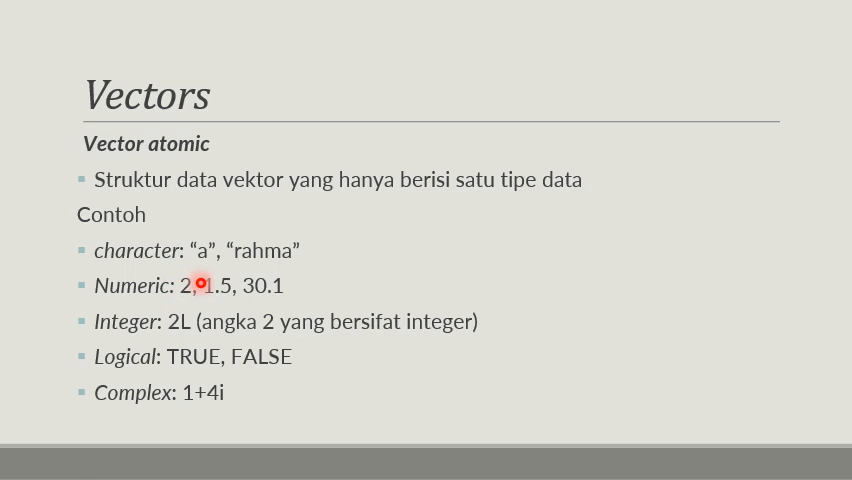 Vectors
Vector atomic
Struktur data vektor yang hanya berisi satu tipe data
Contoh
character: “a”, “rahma”
Numeric: 2, 1.5, 30.1
Integer: 2L (angka 2 yang bersifat integer)
Logical: TRUE, FALSE
Complex: 1+4i